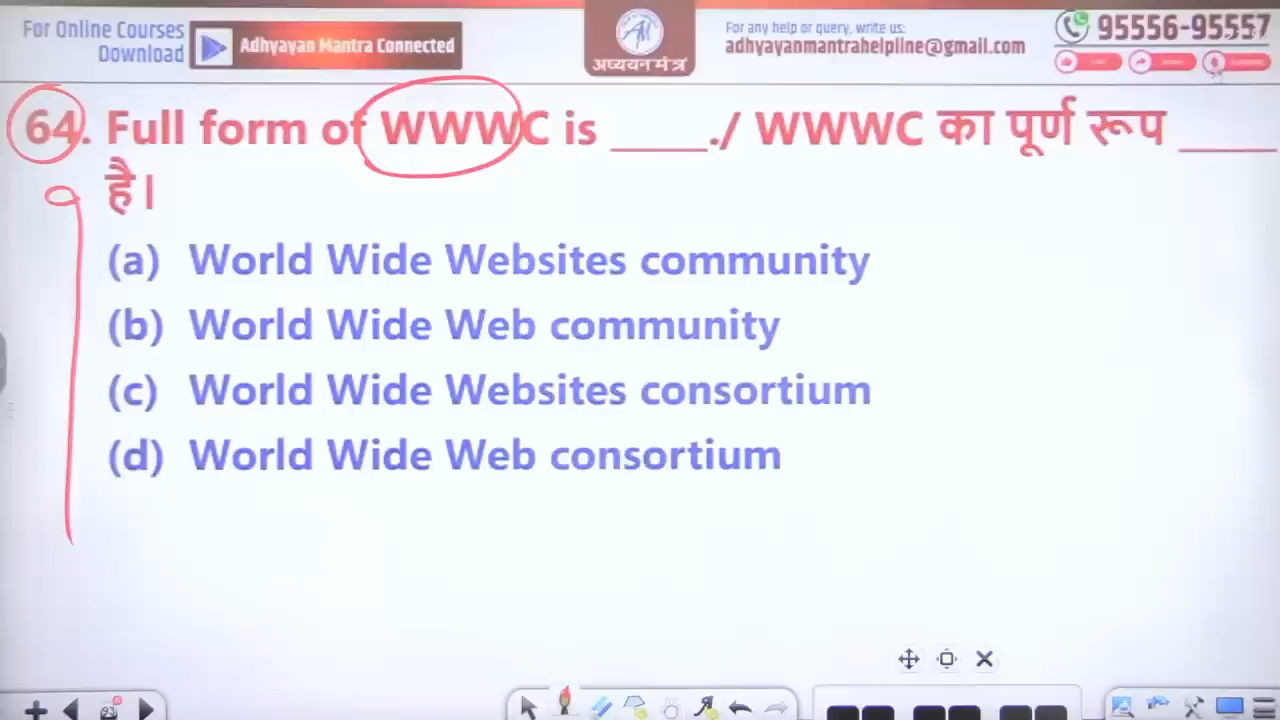 For Online Courses
Download
Adhyayan Mantra Connected
अध्ययन मंत्र
For any help or query, write us:
adhyayanmantrahelpline@gmail.com
95556-95557
64. Full form of WWWC is ____./ WWWC का पूर्ण रूप ____
है।
(a) World Wide Websites community
(b) World Wide Web community
(c) World Wide Websites consortium
(d) World Wide Web consortium